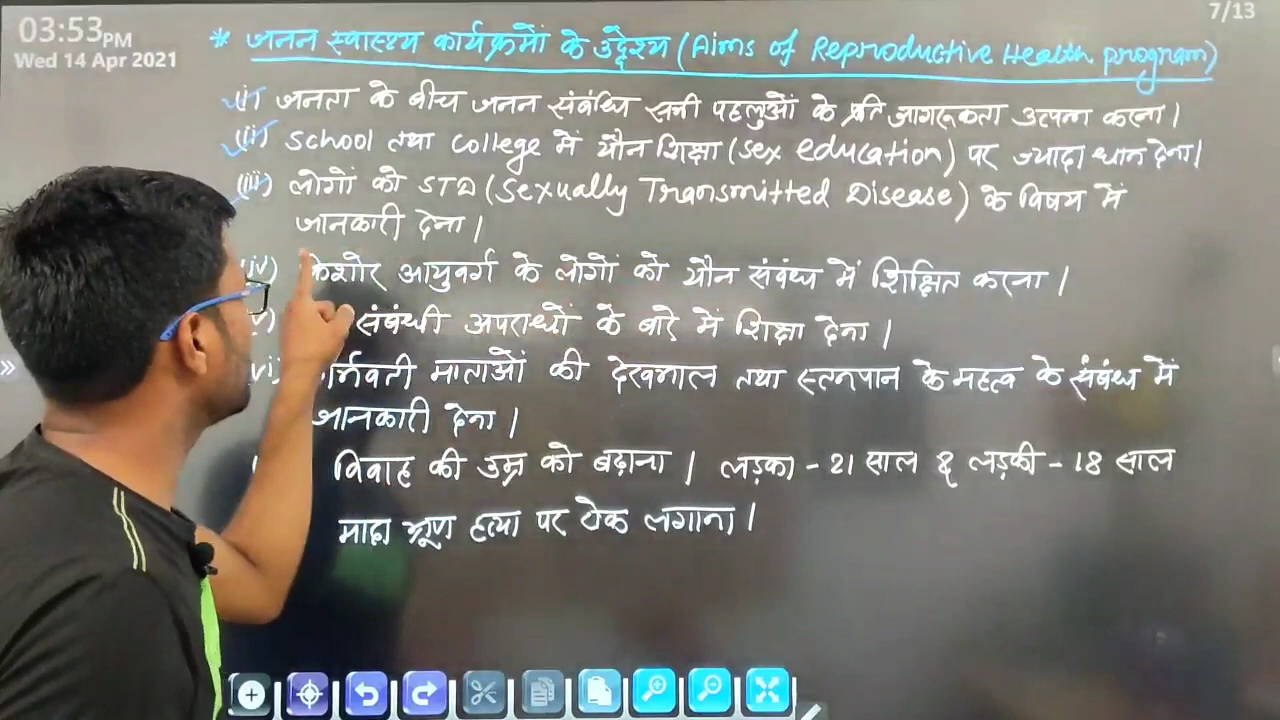 03:53PM
Wed 14 Apr 2021
7/13
* जनन स्वास्थ्य कार्यक्रमों के उद्देश्य (Aims of Reproductive Health program)
(i) जनता के बीच जनन संबंधि सभी पहलुओं के प्रति जागरूकता उत्पन्न करना।
(ii) School तथा College में यौन शिक्षा (sex education) पर ज्यादा ध्यान देना।
(iii) लोगों को STD (Sexually Transmitted Disease) के विषय में
जानकारी देना।
(iv) किशोर आयुवर्ग के लोगों को यौन संबंध में शिक्षित करना।
संबंधी अपराधों के बारे में शिक्षा देना।
माताओं की देखभाल तथा स्तनपान के महत्व के संबंध में
जानकारी देना।
विवाह की उम्र को बढ़ाना। लड़का - 21 साल & लड़की - 18 साल
मादा भ्रूण हत्या पर रोक लगाना।